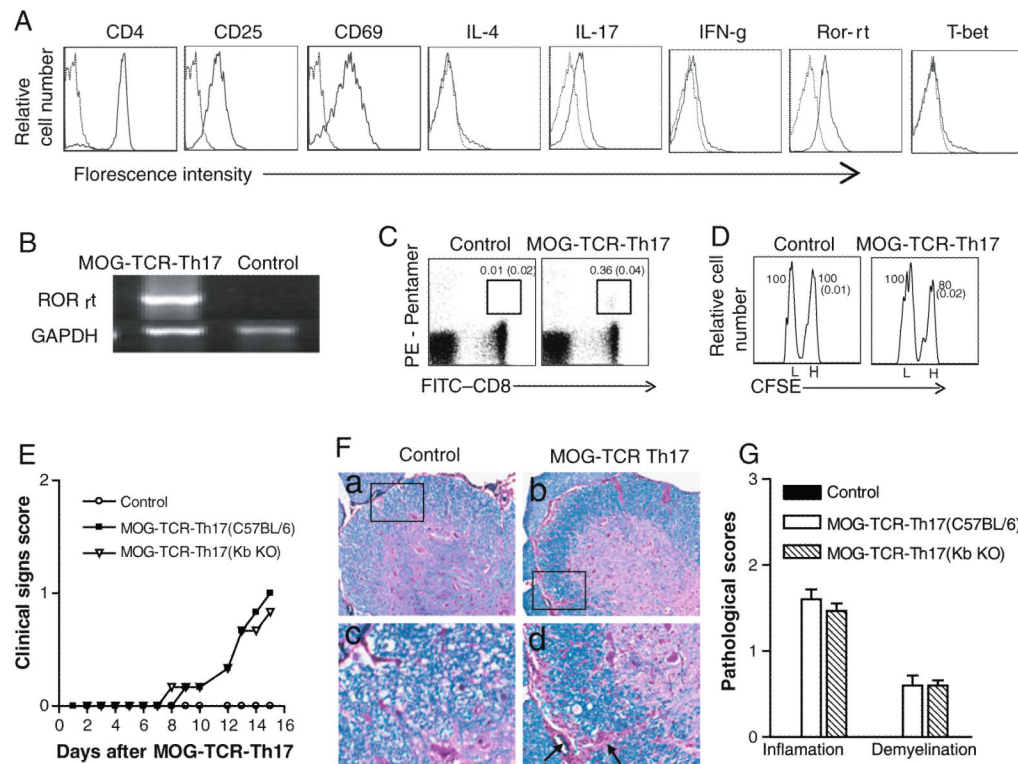 A
CD4 CD25 CD69 IL-4 IL-17 IFN-g Ror-rt T-bet
Relative
cell number
Florescence intensity
B
MOG-TCR-Th17 Control
ROR rt
GAPDH
C
Control MOG-TCR-Th17
0.01 (0.02) 0.36 (0.04)
PE - Pentamer
FITC–CD8
D
Control MOG-TCR-Th17
Relative cell
number
100 100
(0.01)
100 80
(0.02)
L H L H
CFSE
E
Clinical signs score
2
1
0
Control
MOG-TCR-Th17(C57BL/6)
MOG-TCR-Th17(Kb KO)
0 2 4 6 8 10 12 14 16
Days after MOG-TCR-Th17
F
Control MOG-TCR Th17
a b
c d
G
Pathological scores
3
2
1
0
Control
MOG-TCR-Th17(C57BL/6)
MOG-TCR-Th17(Kb KO)
Inflamation Demyelination